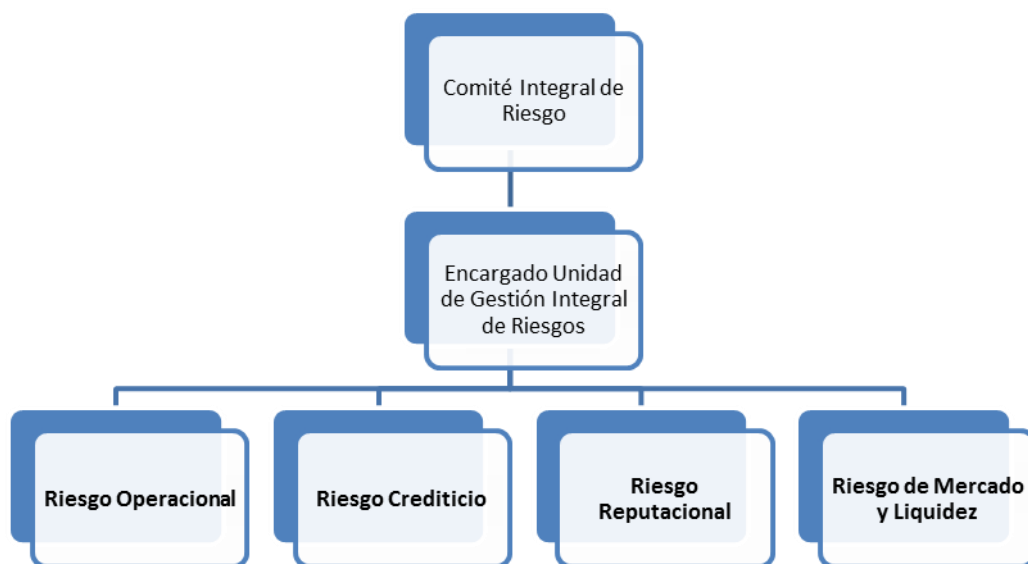 Comité Integral de
Riesgo
Encargado Unidad
de Gestión Integral
de Riesgos
Riesgo Operacional
Riesgo Crediticio
Riesgo
Reputacional
Riesgo de Mercado
y Liquidez